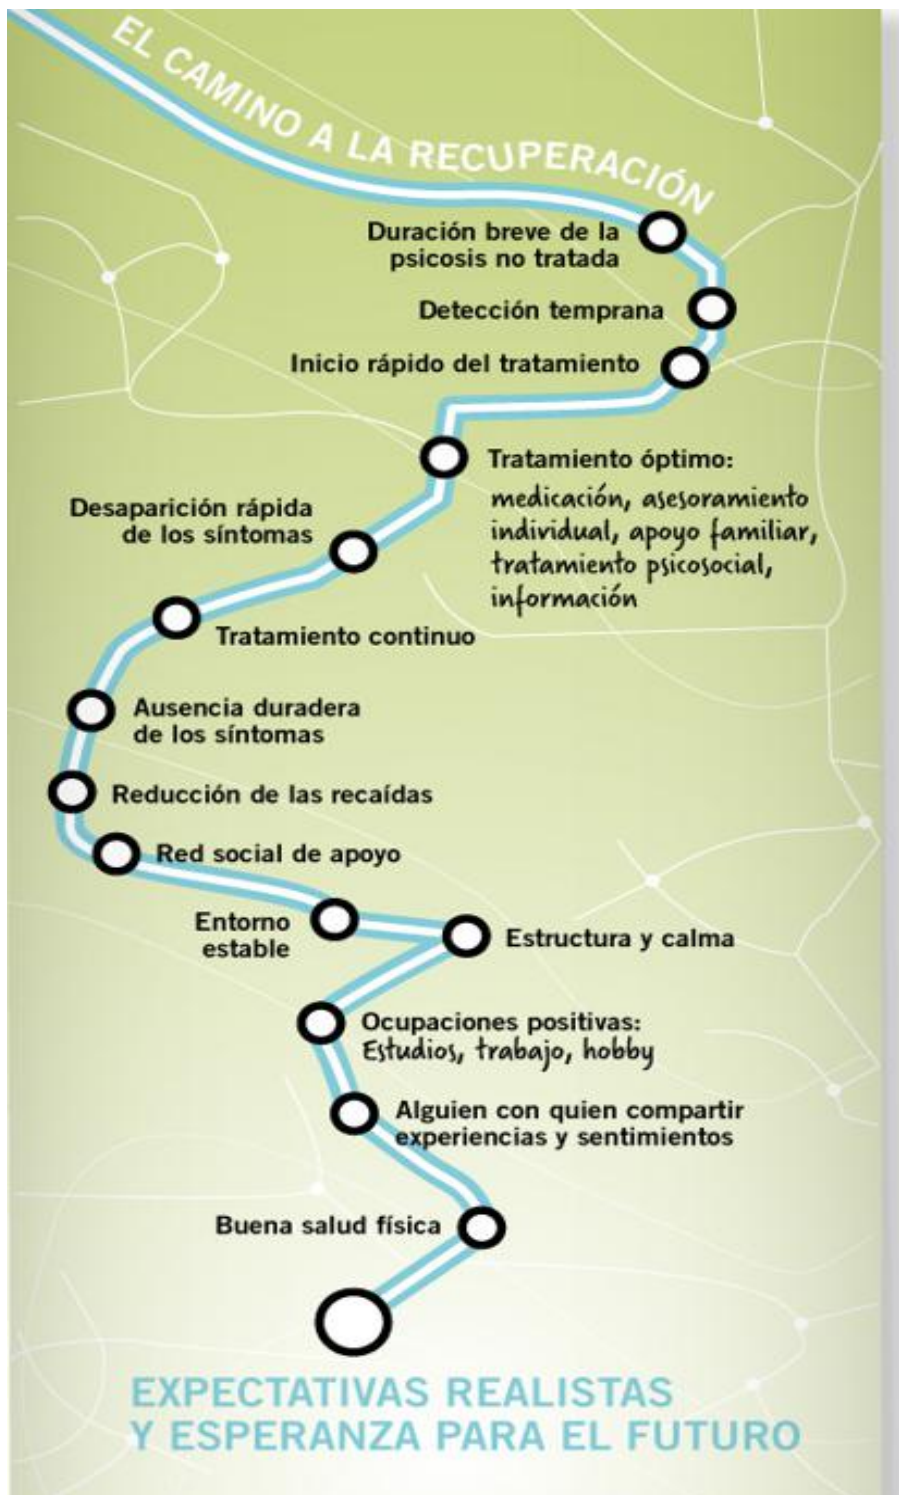 EL CAMINO A LA RECUPERACIÓN
Duración breve de la
psicosis no tratada
Detección temprana
Inicio rápido del tratamiento
Tratamiento óptimo:
medicación, asesoramiento
individual, apoyo familiar,
tratamiento psicosocial,
información
Desaparición rápida
de los síntomas
Tratamiento continuo
Ausencia duradera
de los síntomas
Reducción de las recaídas
Red social de apoyo
Entorno
estable
Estructura y calma
Ocupaciones positivas:
Estudios, trabajo, hobby
Alguien con quien compartir
experiencias y sentimientos
Buena salud física
EXPECTATIVAS REALISTAS
Y ESPERANZA PARA EL FUTURO